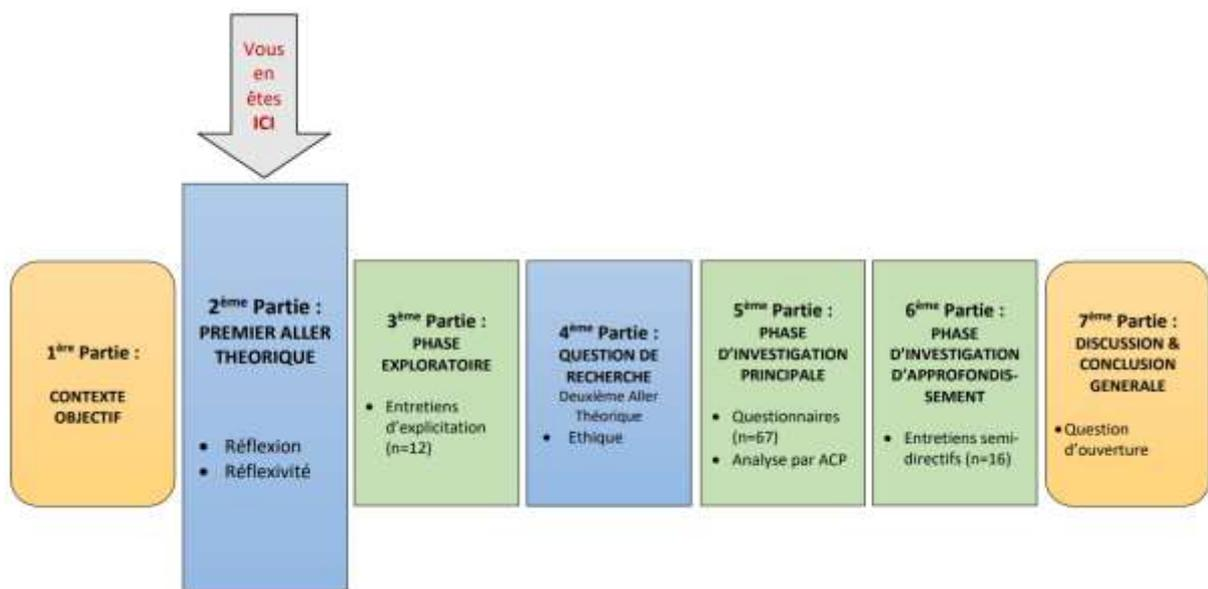 Vous
en
êtes
ICI
1ère Partie :
CONTEXTE
OBJECTIF
2ème Partie :
PREMIER ALLER
THEORIQUE
• Réflexion
• Réflexivité
3ème Partie :
PHASE
EXPLORATOIRE
• Entretiens
d'explicitation
(n=12)
4ème Partie :
QUESTION DE
RECHERCHE
Deuxième Aller
Théorique
• Ethique
5ème Partie :
PHASE
D'INVESTIGATION
PRINCIPALE
• Questionnaires
(n=67)
• Analyse par ACP
6ème Partie :
PHASE
D'INVESTIGATION
D'APPROFONDIS-
SEMENT
• Entretiens semi-
directifs (n=16)
7ème Partie :
DISCUSSION &
CONCLUSION
GENERALE
• Question
d'ouverture